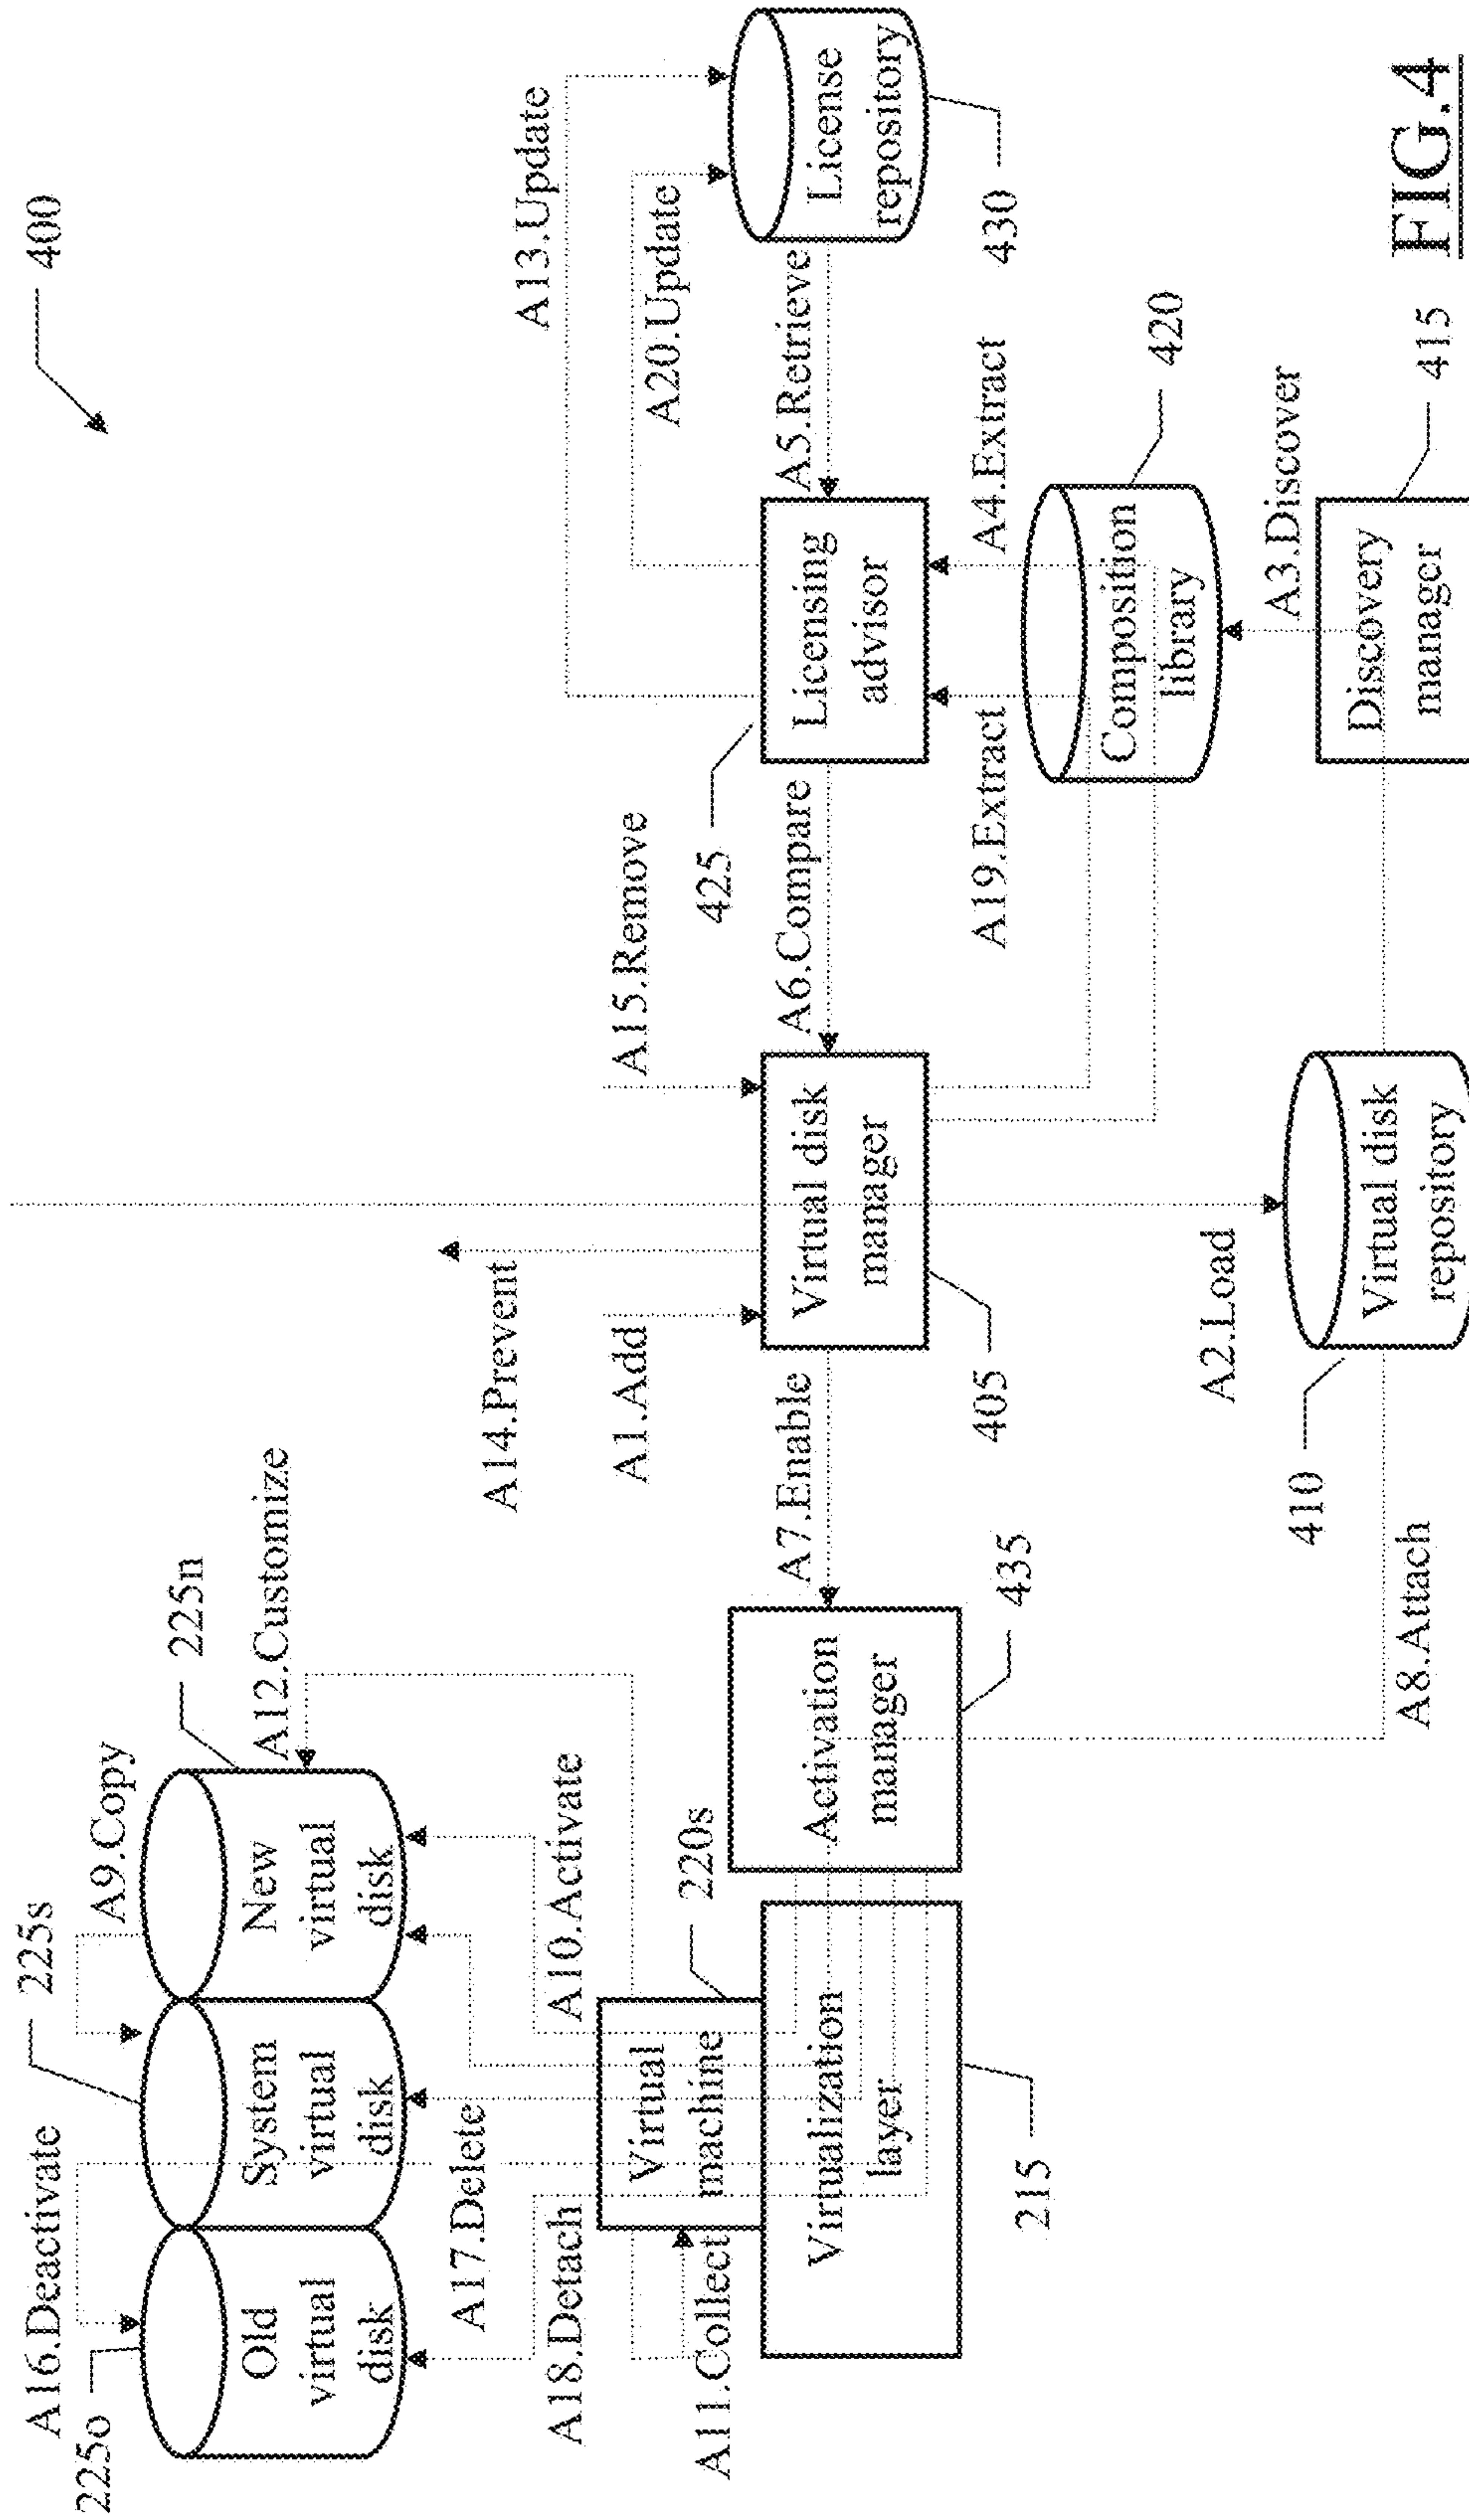 400
A16.Deactivate
225s
A9.Copy
225n
A12.Customize
225o
Old
virtual
disk
System
virtual
disk
New
virtual
disk
A17.Delete
A18.Detach
A10.Activate
A14.Prevent
A13.Update
A11.Collect
Virtual
machine
220s
A1.Add
A15.Remove
A20.Update
425
Virtualization
layer
215
Activation
manager
435
A7.Enable
Virtual disk
manager
405
A6.Compare
Licensing
advisor
A5.Retrieve
License
repository
430
A19.Extract
A4.Extract
Composition
library
420
A2.Load
A3.Discover
410
A8.Attach
Virtual disk
repository
Discovery
manager
415
FIG.4